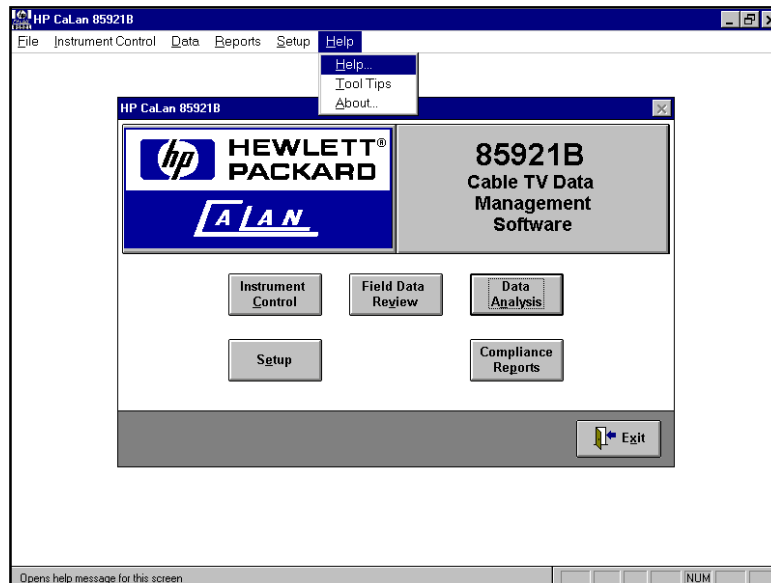 HP CaLan 85921B
File Instrument Control Data Reports Setup Help
Help...
Tool Tips
About...
HP CaLan 85921B
hp HEWLETT®
PACKARD
CALAN
85921B
Cable TV Data
Management
Software
Instrument
Control
Field Data
Review
Data
Analysis
Setup
Compliance
Reports
Exit
Opens help message for this screen
NUM